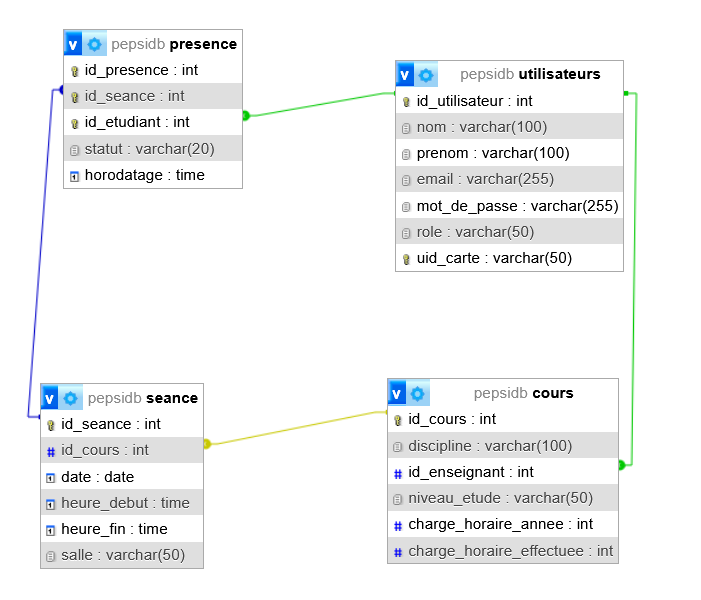 v pepsidb presence
id_presence : int
id_seance : int
id_etudiant : int
statut : varchar(20)
horodatage : time
v pepsidb utilisateurs
id_utilisateur : int
nom : varchar(100)
prenom : varchar(100)
email : varchar(255)
mot_de_passe : varchar(255)
role : varchar(50)
uid_carte : varchar(50)
v pepsidb seance
id_seance : int
# id_cours : int
date : date
heure_debut : time
heure_fin : time
salle : varchar(50)
v pepsidb cours
id_cours : int
discipline : varchar(100)
# id_enseignant : int
niveau_etude : varchar(50)
# charge_horaire_annee : int
# charge_horaire_effectuee : int